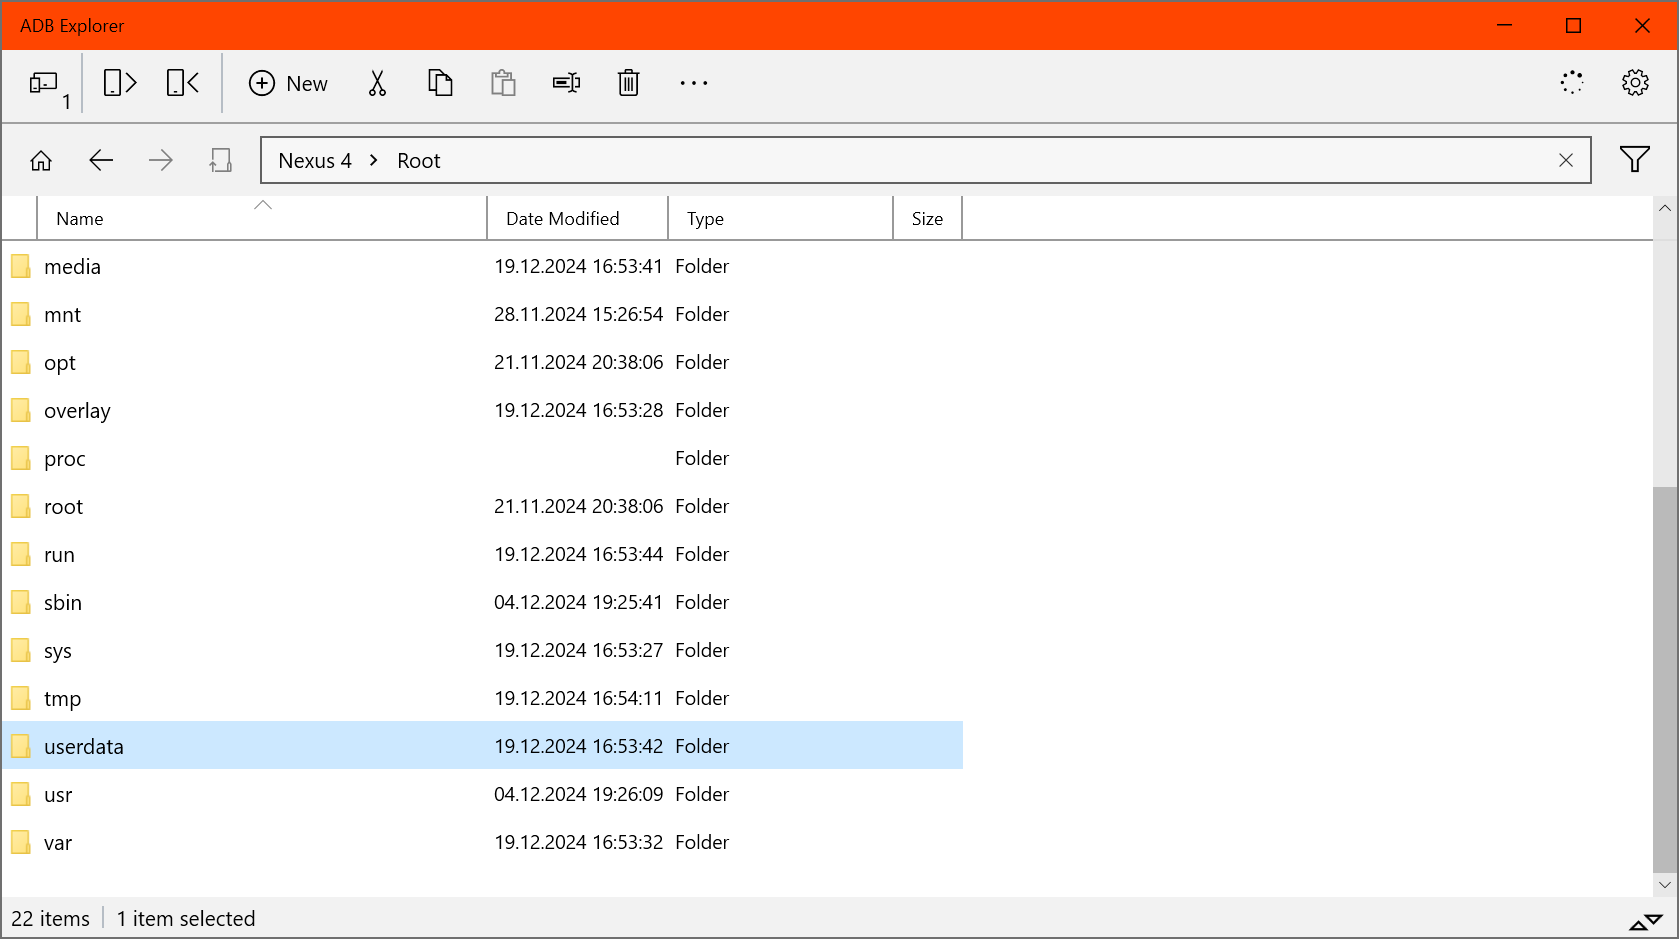 ADB Explorer
1 New
Nexus 4 Root
Name Date Modified Type Size
media 19.12.2024 16:53:41 Folder
mnt 28.11.2024 15:26:54 Folder
opt 21.11.2024 20:38:06 Folder
overlay 19.12.2024 16:53:28 Folder
proc Folder
root 21.11.2024 20:38:06 Folder
run 19.12.2024 16:53:44 Folder
sbin 04.12.2024 19:25:41 Folder
sys 19.12.2024 16:53:27 Folder
tmp 19.12.2024 16:54:11 Folder
userdata 19.12.2024 16:53:42 Folder
usr 04.12.2024 19:26:09 Folder
var 19.12.2024 16:53:32 Folder
22 items 1 item selected